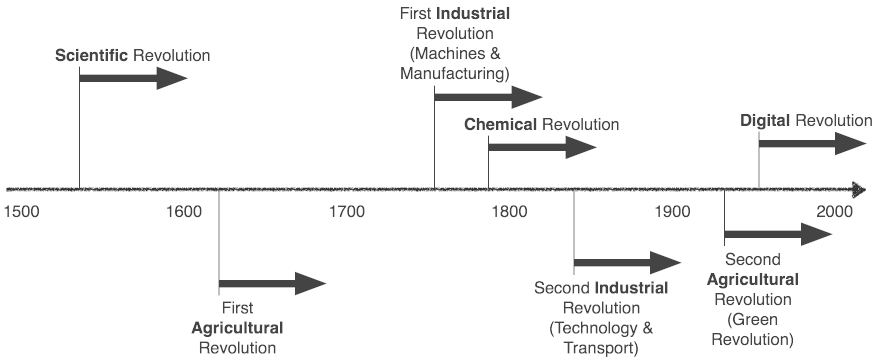 First Industrial
Revolution
(Machines &
Manufacturing)
Scientific Revolution
Chemical Revolution
Digital Revolution
1500
1600
1700
1800
1900
2000
First
Agricultural
Revolution
Second Industrial
Revolution
(Technology &
Transport)
Second
Agricultural
Revolution
(Green
Revolution)